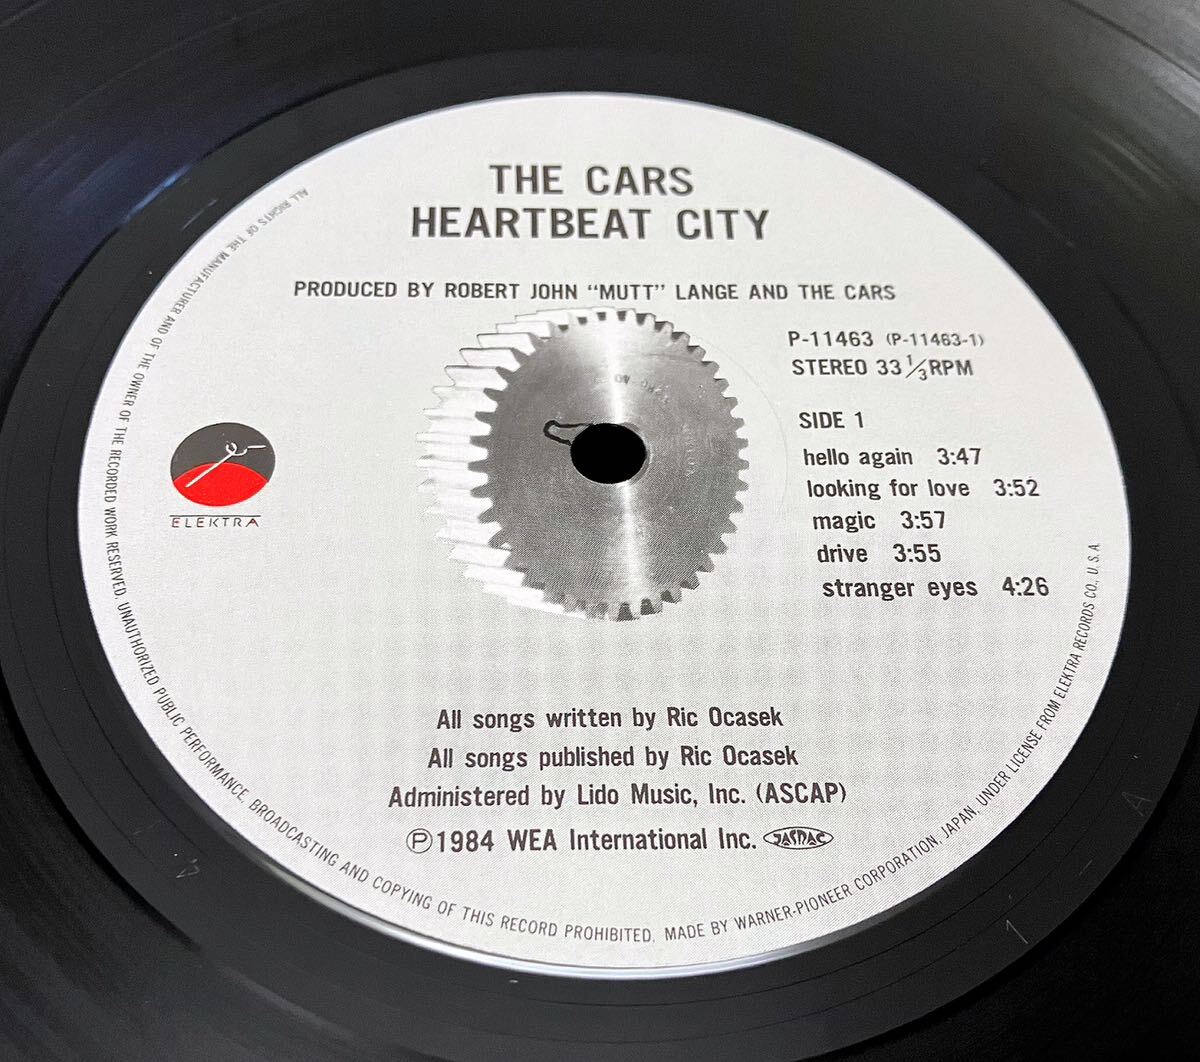 THE CARS
HEARTBEAT CITY
PRODUCED BY ROBERT JOHN “MUTT” LANGE AND THE CARS
P-11463 (P-11463-1)
STEREO 33 1/3 RPM
SIDE 1
hello again 3:47
looking for love 3:52
magic 3:57
drive 3:55
stranger eyes 4:26
ELEKTRA
All songs written by Ric Ocasek
All songs published by Ric Ocasek
Administered by Lido Music, Inc. (ASCAP)
Ⓟ1984 WEA International Inc. JASRAC
ALL RIGHTS OF THE MANUFACTURER AND OF THE OWNER OF THE RECORDED WORK RESERVED. UNAUTHORIZED PUBLIC PERFORMANCE, BROADCASTING AND COPYING OF THIS RECORD PROHIBITED. MADE BY WARNER-PIONEER CORPORATION, JAPAN, UNDER LICENSE FROM ELEKTRA RECORDS CO., U.S.A.
1 A